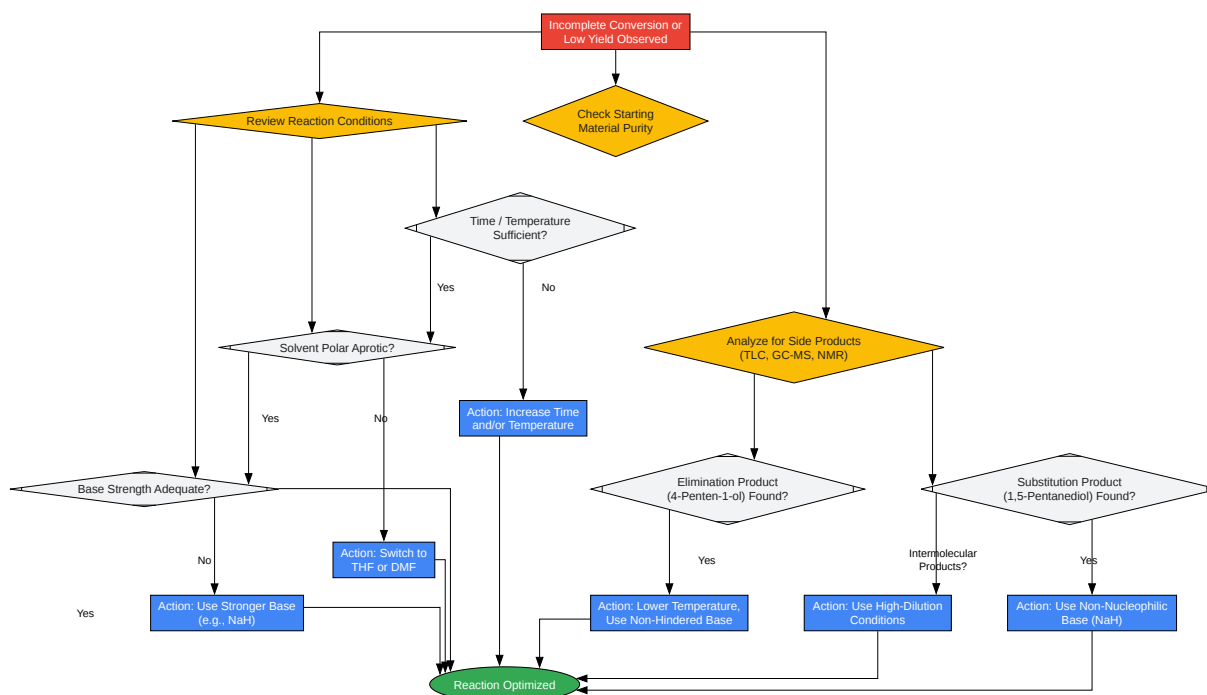 Incomplete Conversion or
Low Yield Observed
Check Starting
Material Purity
Review Reaction Conditions
Time / Temperature
Sufficient?
Yes
No
Solvent Polar Aprotic?
Analyze for Side Products
(TLC, GC-MS, NMR)
Yes
No
Action: Increase Time
and/or Temperature
Base Strength Adequate?
Elimination Product
(4-Penten-1-ol) Found?
Substitution Product
(1,5-Pentanediol) Found?
No
Action: Switch to
THF or DMF
Yes
Intermolecular
Products?
Yes
Yes
Action: Use Stronger Base
(e.g., NaH)
Action: Lower Temperature,
Use Non-Hindered Base
Action: Use High-Dilution
Conditions
Action: Use Non-Nucleophilic
Base (NaH)
Reaction Optimized